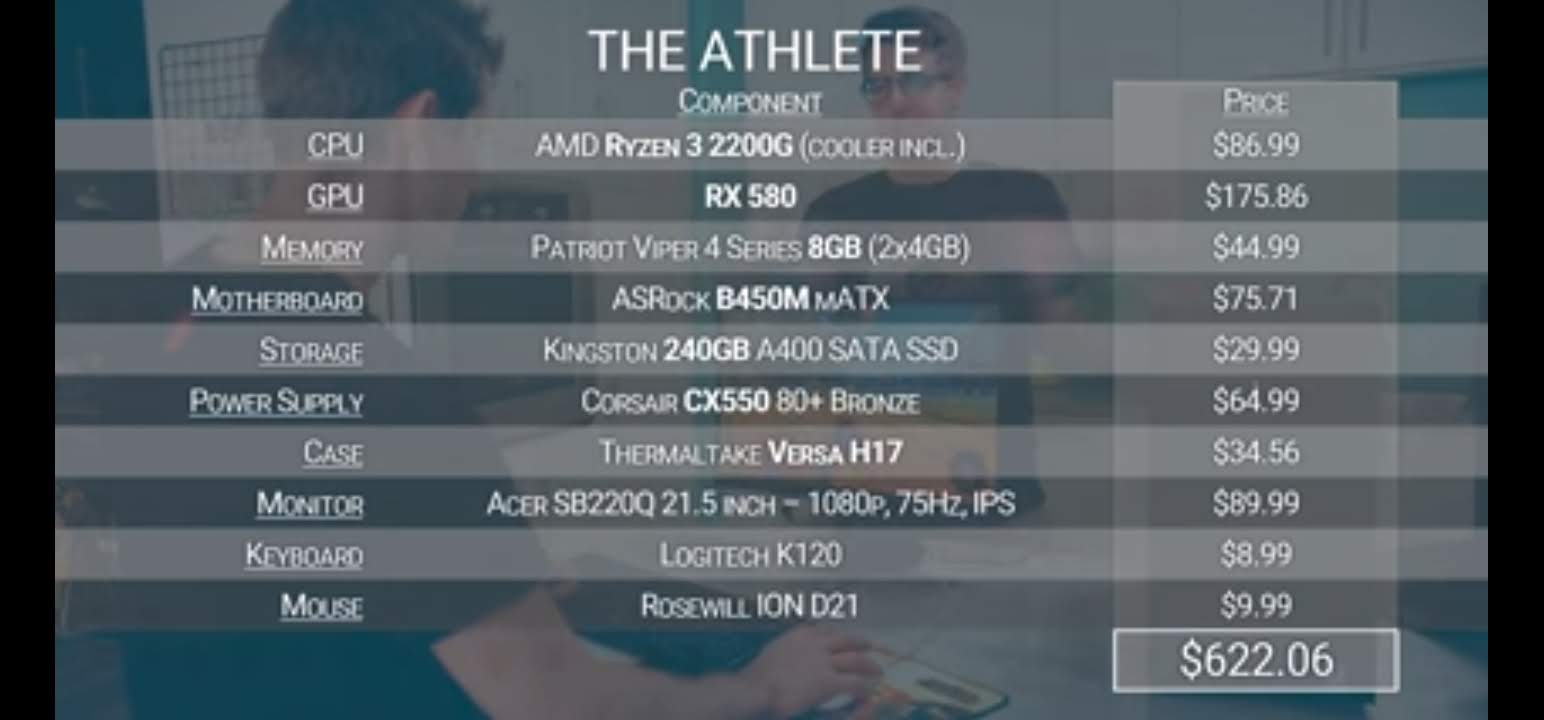 THE ATHLETE
COMPONENT PRICE
CPU AMD RYZEN 3 2200G (COOLER INCL.) $86.99
GPU RX 580 $175.86
MEMORY PATRIOT VIPER 4 SERIES 8GB (2x4GB) $44.99
MOTHERBOARD ASROCK B450M MATX $75.71
STORAGE KINGSTON 240GB A400 SATA SSD $29.99
POWER SUPPLY CORSAIR CX550 80+ BRONZE $64.99
CASE THERMALTAKE VERSA H17 $34.56
MONITOR ACER SB220Q 21.5 INCH – 1080P, 75HZ, IPS $89.99
KEYBOARD LOGITECH K120 $8.99
MOUSE ROSEWILL ION D21 $9.99
$622.06